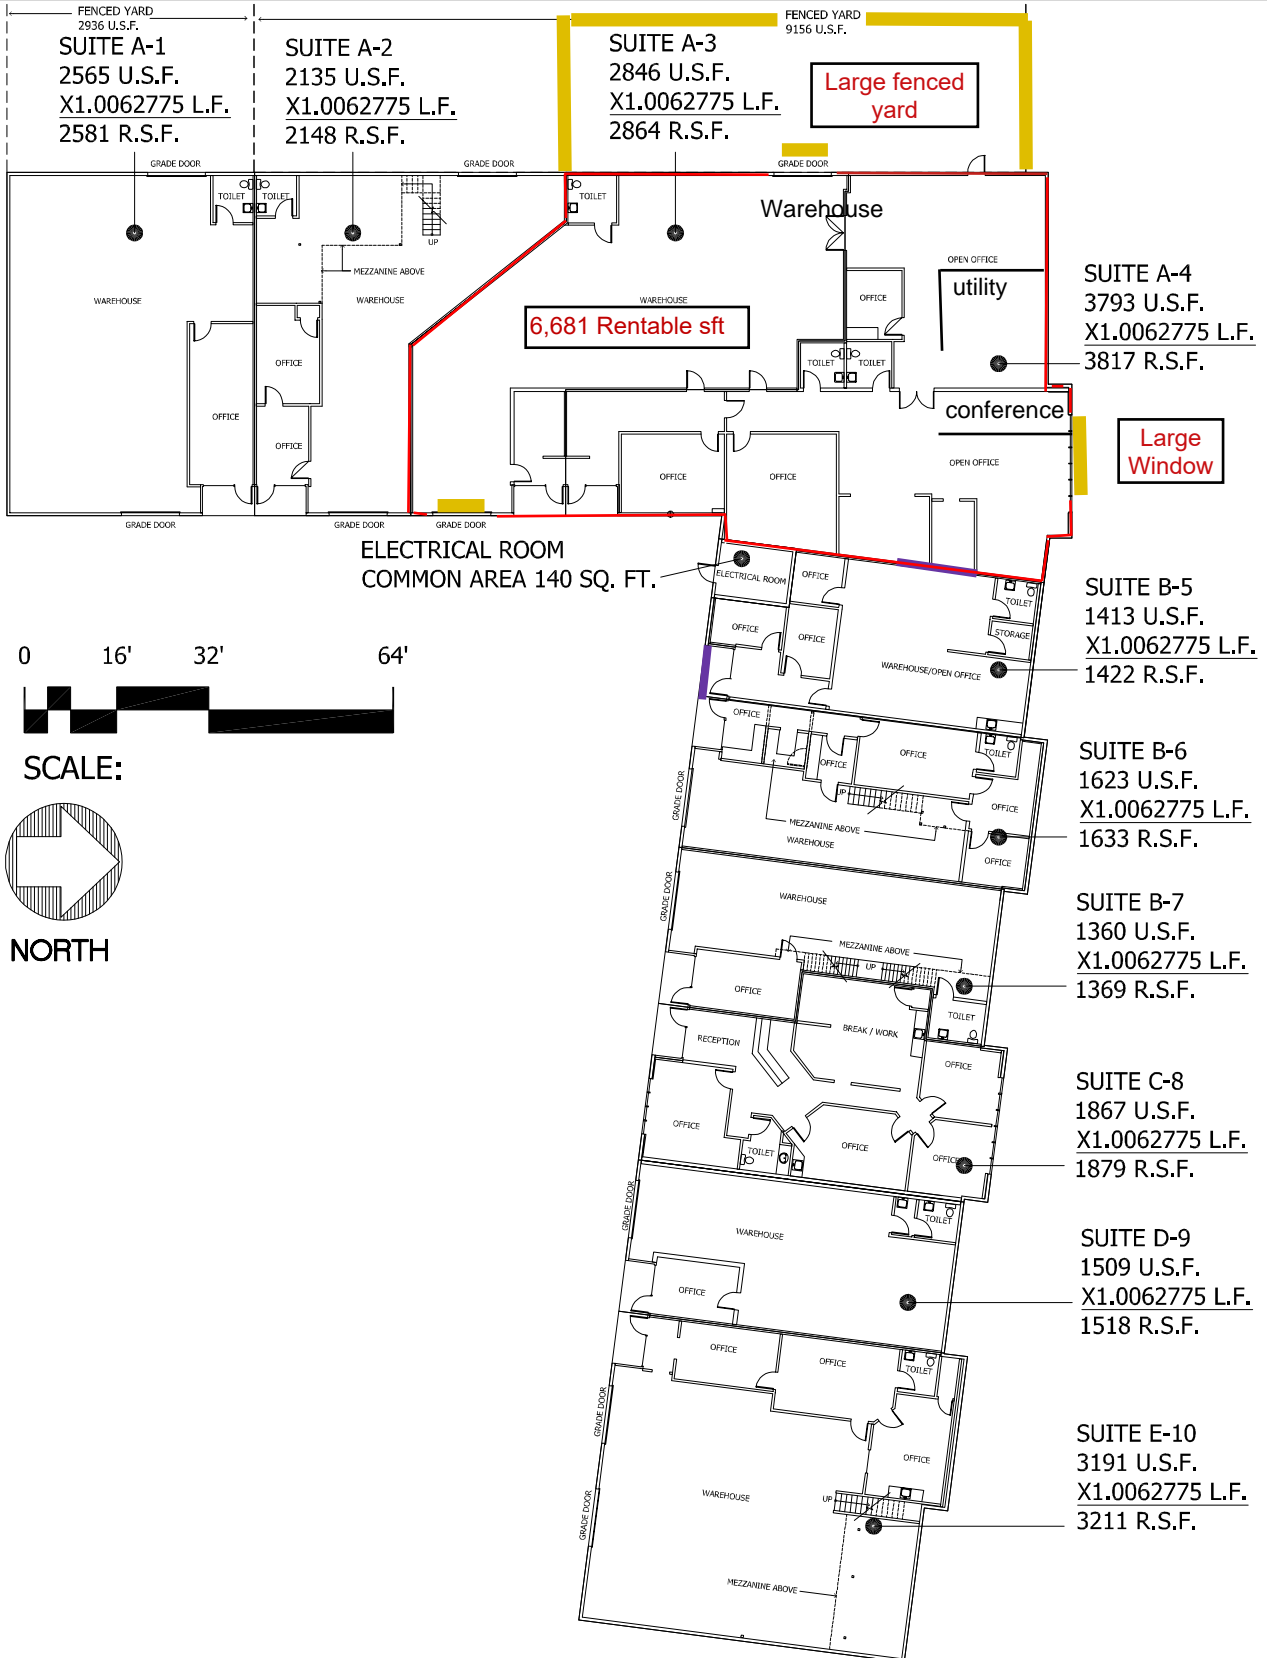 FENCED YARD
2936 U.S.F.
FENCED YARD
9156 U.S.F.
SUITE A-1
2565 U.S.F.
X1.0062775 L.F.
2581 R.S.F.
SUITE A-2
2135 U.S.F.
X1.0062775 L.F.
2148 R.S.F.
SUITE A-3
2846 U.S.F.
X1.0062775 L.F.
2864 R.S.F.
Large fenced
yard
GRADE DOOR
GRADE DOOR
GRADE DOOR
TOILET
TOILET
TOILET
Warehouse
UP
MEZZANINE ABOVE
OPEN OFFICE
WAREHOUSE
WAREHOUSE
WAREHOUSE
OFFICE
utility
SUITE A-4
3793 U.S.F.
X1.0062775 L.F.
3817 R.S.F.
6,681 Rentable sft
OFFICE
TOILET
TOILET
OFFICE
conference
OFFICE
OPEN OFFICE
OFFICE
OFFICE
Large
Window
GRADE DOOR
GRADE DOOR
GRADE DOOR
ELECTRICAL ROOM
COMMON AREA 140 SQ. FT.
ELECTRICAL ROOM
OFFICE
TOILET
SUITE B-5
1413 U.S.F.
X1.0062775 L.F.
1422 R.S.F.
OFFICE
OFFICE
STORAGE
WAREHOUSE/OPEN OFFICE
0 16' 32' 64'
SCALE:
NORTH
OFFICE
OFFICE
OFFICE
TOILET
SUITE B-6
1623 U.S.F.
X1.0062775 L.F.
1633 R.S.F.
GRADE DOOR
UP
OFFICE
MEZZANINE ABOVE
WAREHOUSE
OFFICE
GRADE DOOR
WAREHOUSE
SUITE B-7
1360 U.S.F.
X1.0062775 L.F.
1369 R.S.F.
MEZZANINE ABOVE
UP
OFFICE
TOILET
RECEPTION
BREAK / WORK
OFFICE
SUITE C-8
1867 U.S.F.
X1.0062775 L.F.
1879 R.S.F.
OFFICE
TOILET
OFFICE
OFFICE
GRADE DOOR
TOILET
WAREHOUSE
SUITE D-9
1509 U.S.F.
X1.0062775 L.F.
1518 R.S.F.
OFFICE
OFFICE
OFFICE
TOILET
GRADE DOOR
OFFICE
SUITE E-10
3191 U.S.F.
X1.0062775 L.F.
3211 R.S.F.
WAREHOUSE
UP
GRADE DOOR
MEZZANINE ABOVE